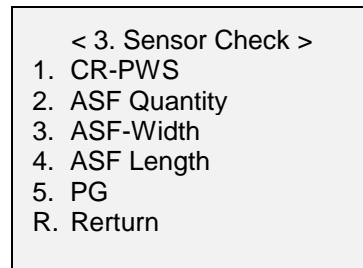 < 3. Sensor Check >
1. CR-PWS
2. ASF Quantity
3. ASF-Width
4. ASF Length
5. PG
R. Rerturn